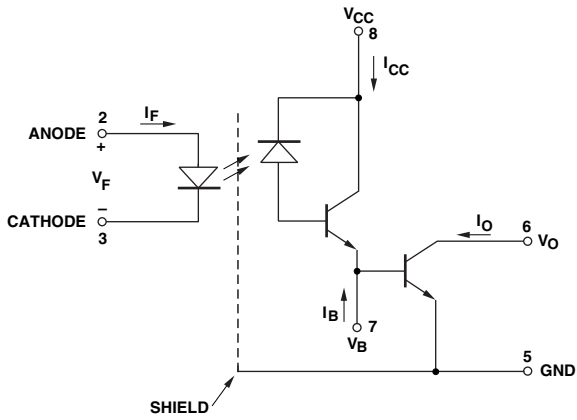 VCC
8
ICC
2
IF
ANODE
+
VF
–
CATHODE
3
IO
6
VO
IB
7
VB
5
GND
SHIELD